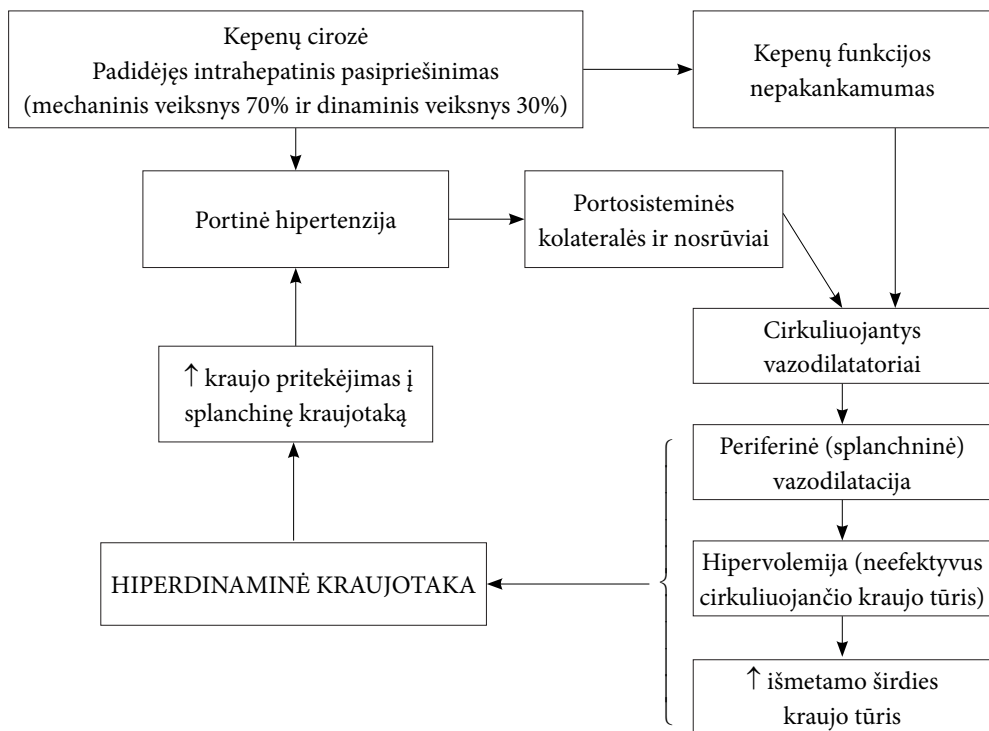 Kepenų cirozė
Padidėjęs intrahepatinis pasipriešinimas
(mechaninis veiksnys 70% ir dinaminis veiksnys 30%)
Kepenų funkcijos
nepakankamumas
Portinė hipertenzija
Portosisteminės
kolateralės ir nosrūviai
Cirkuliuojantys
vazodilatatoriai
↑ kraujo pritekėjimas į
splanchinę kraujotaką
Periferinė (splanchninė)
vazodilatacija
HIPERDINAMINĖ KRAUJOTAKA
Hipervolemija (neefektyvus
cirkuliuojančio kraujo tūris)
↑ išmetamo širdies
kraujo tūris